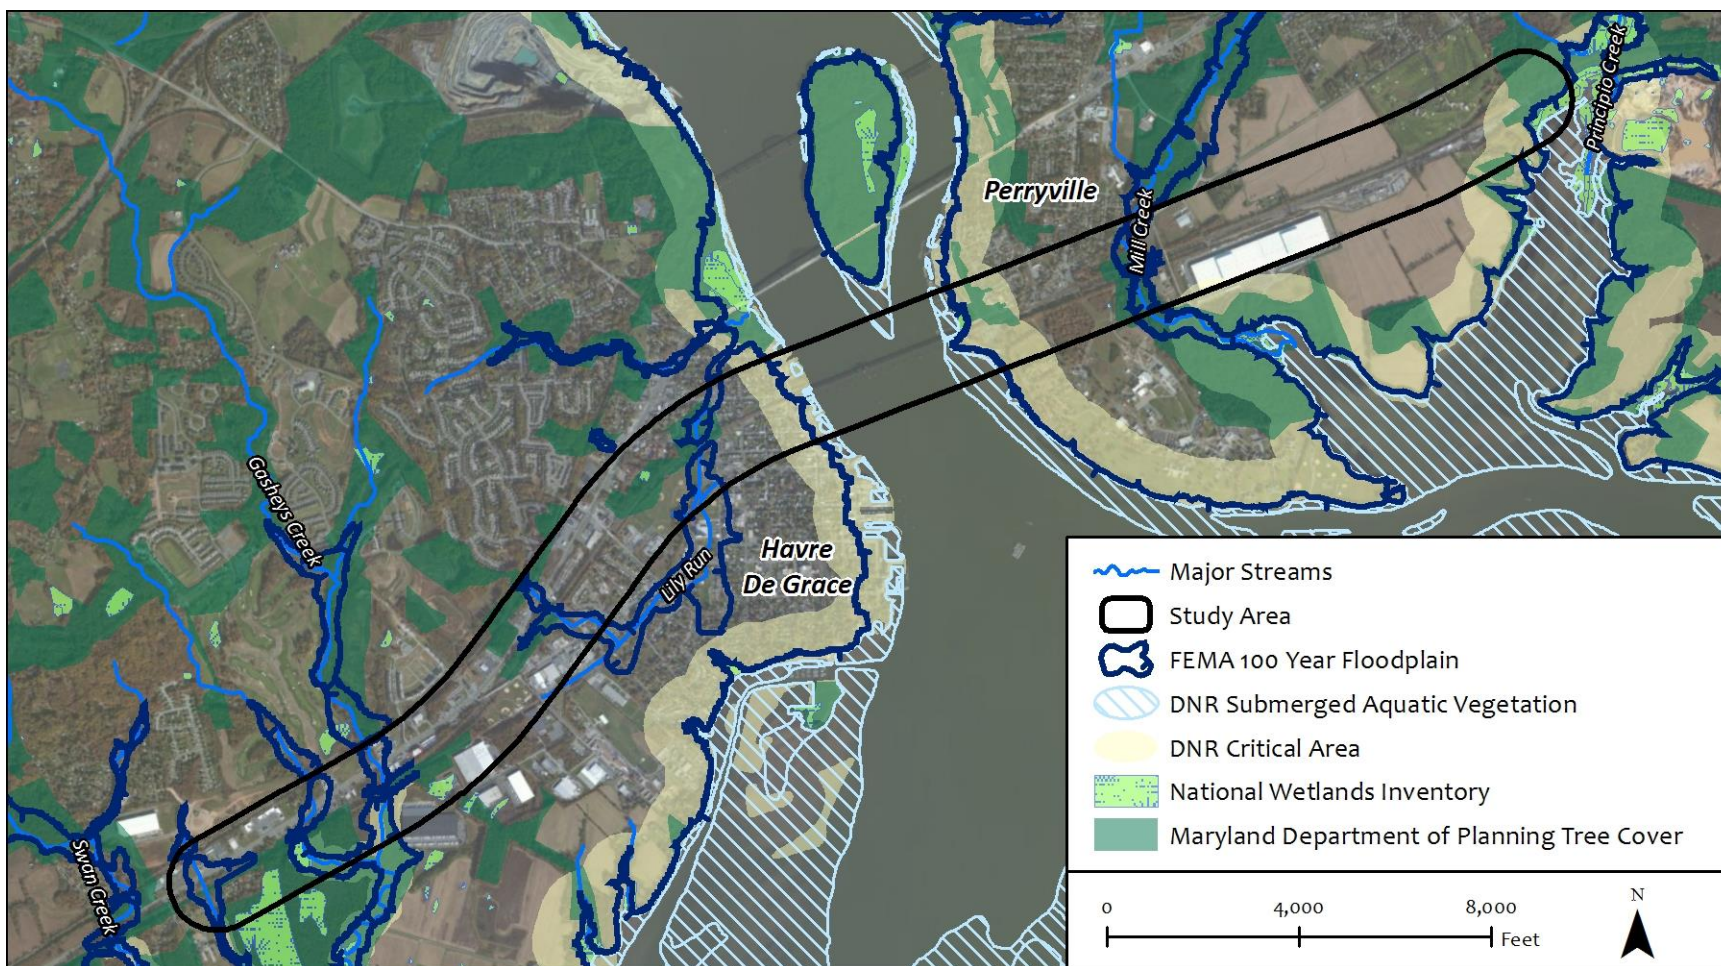 Principio Creek
Perryville
Mill Creek
Gasheys Creek
Lily Run
Havre
De Grace
Swan Creek
Major Streams
Study Area
FEMA 100 Year Floodplain
DNR Submerged Aquatic Vegetation
DNR Critical Area
National Wetlands Inventory
Maryland Department of Planning Tree Cover
0 4,000 8,000
Feet
N